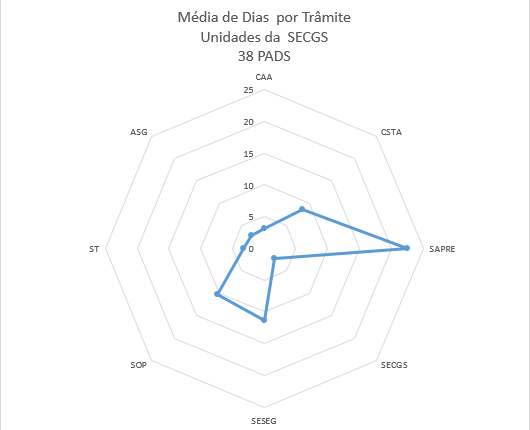 Média de Dias por Trâmite
Unidades da SECGS
38 PADS
CAA
25
ASG
CSTA
20
15
10
5
ST
0
SAPRE
SOP
SECGS
SESEG